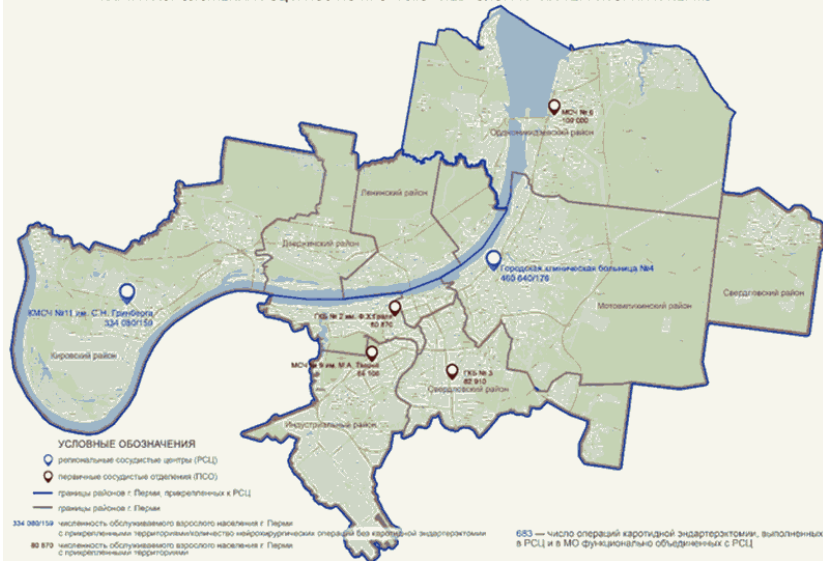 МСЧ № 6
109 000
Орджоникидзевский район
Ленинский район
Дзержинский район
Свердловский район
Городская клиническая больница №4
460 640/176
КМСЧ №11 им. С.Н. Гринберга
334 080/159
Мотовилихинский район
ГКБ № 2 им. Ф.Х.Граля
80 870
Кировский район
МСЧ № 9 им. М.А.
ГКБ № 3
82 910
Свердловский район
Индустриальный район
УСЛОВНЫЕ ОБОЗНАЧЕНИЯ
региональные сосудистые центры (РСЦ)
первичные сосудистые отделения (ПСО)
границы районов г. Перми, прикрепленных к РСЦ
границы районов г. Перми
334 080/159 численность обслуживаемого взрослого населения г. Перми
с прикрепленными территориями/количество нейрохирургических операций без каротидной эндартерэктомии
80 870 численность обслуживаемого взрослого населения г. Перми
с прикрепленными территориями
683 — число операций каротидной эндартерэктомии, выполненных
в РСЦ и в МО функционально объединенных с РСЦ